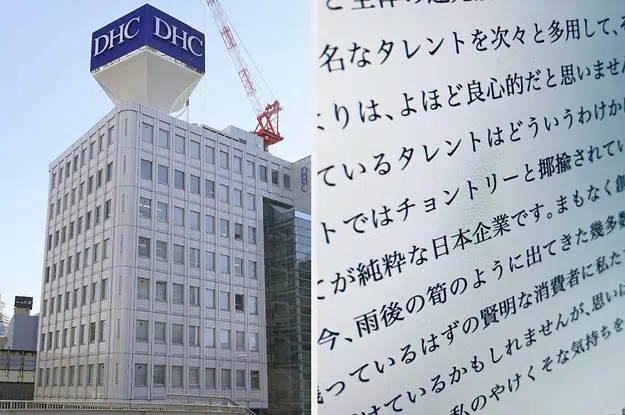 DHC DHC
DHC
名なタレントを次々と多用して、そ
りは、よほど良心的だと思いませ
ているタレントはどういうわけか
トではチョントリーと揶揄されてい
が純粋な日本企業です。まもなく創
今、雨後の筍のように出てきた幾多数
っているはずの賢明な消費者に私た
けているかもしれませんが、思い
私のやけくそな気持ちを